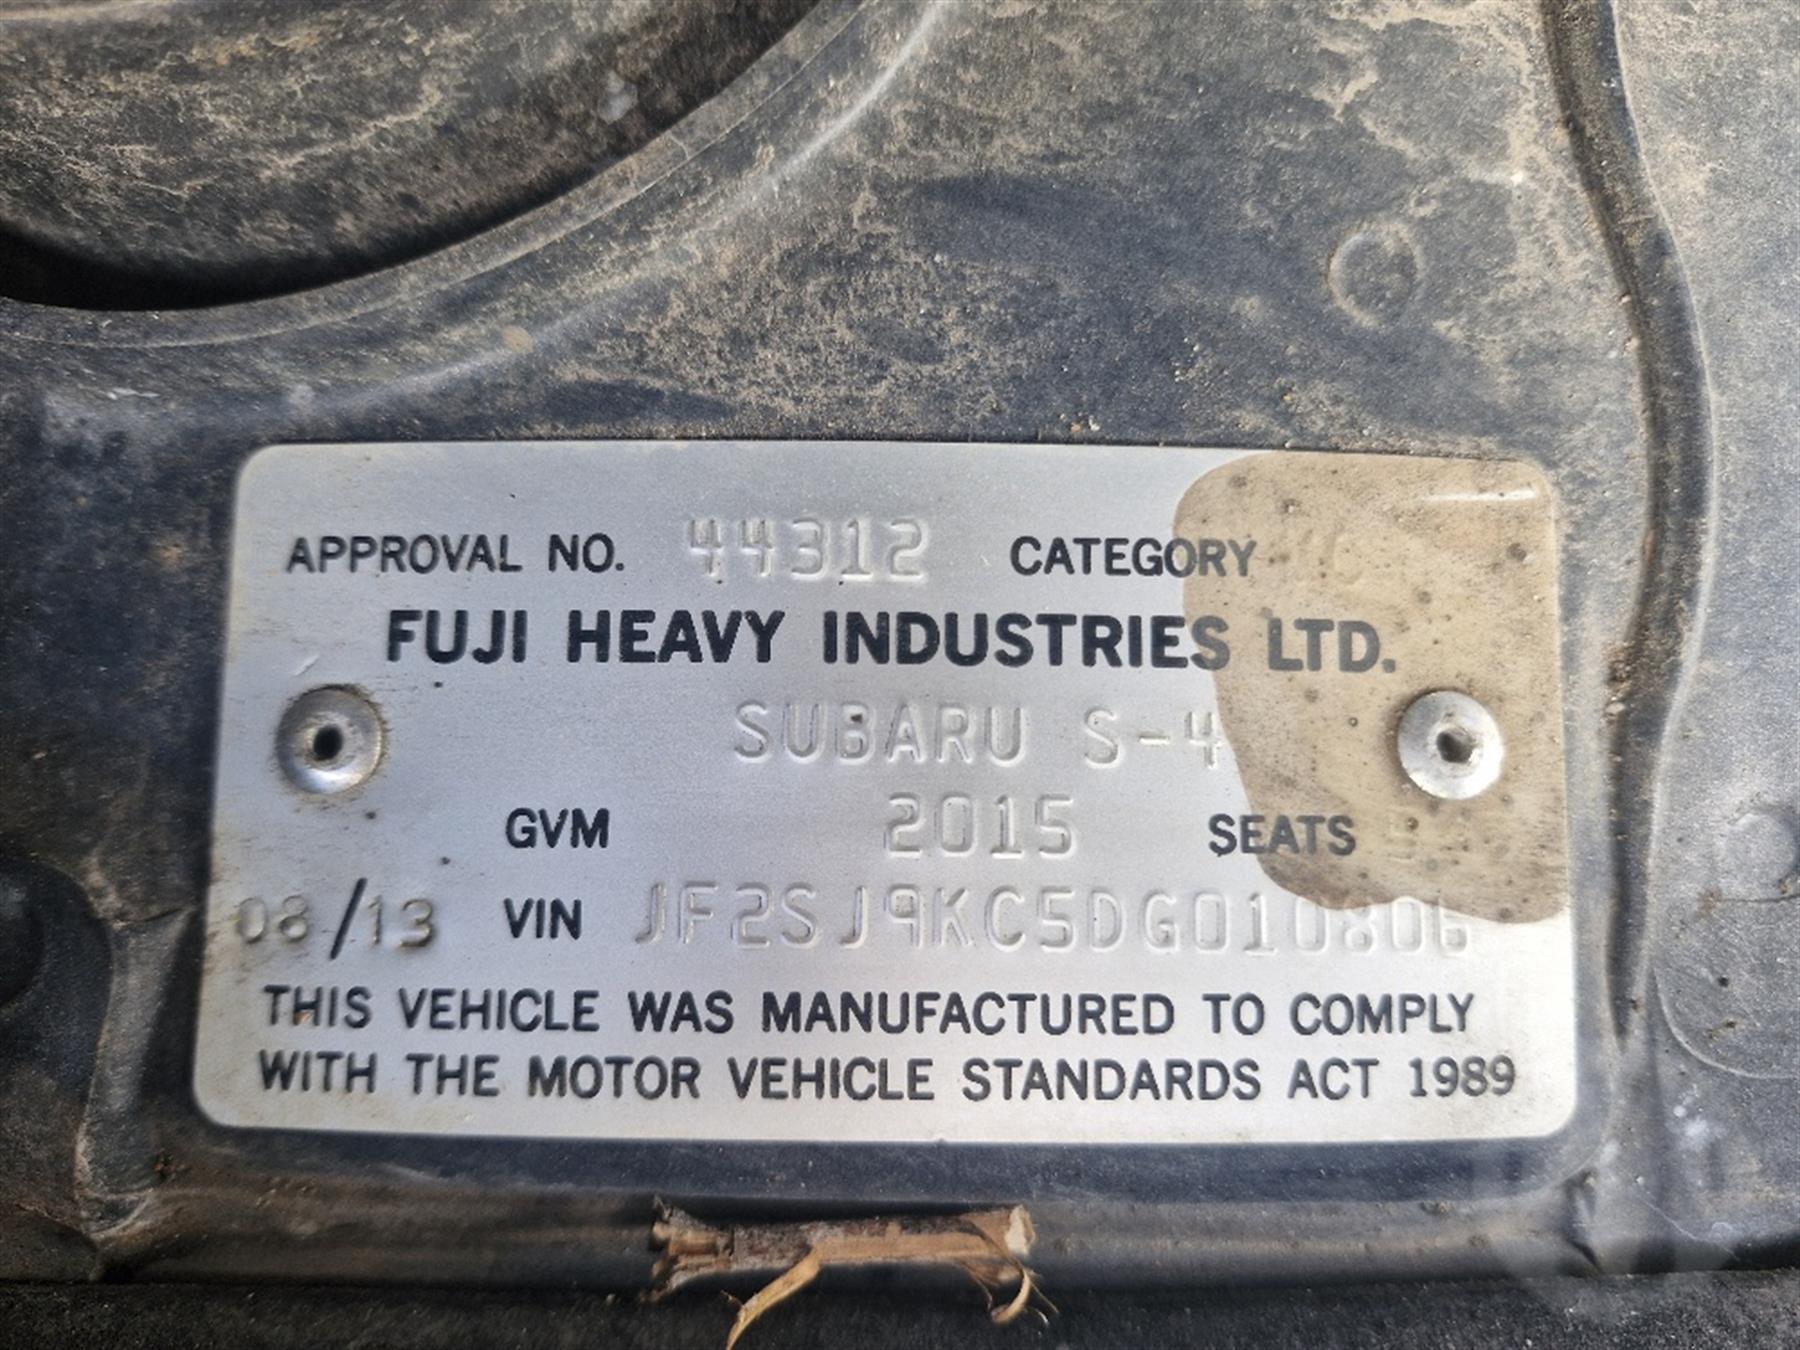 APPROVAL NO. 44312 CATEGORY
FUJI HEAVY INDUSTRIES LTD.
SUBARU S-4
GVM 2015 SEATS 5
08/13 VIN JF2SJ9KC5DG010806
THIS VEHICLE WAS MANUFACTURED TO COMPLY
WITH THE MOTOR VEHICLE STANDARDS ACT 1989